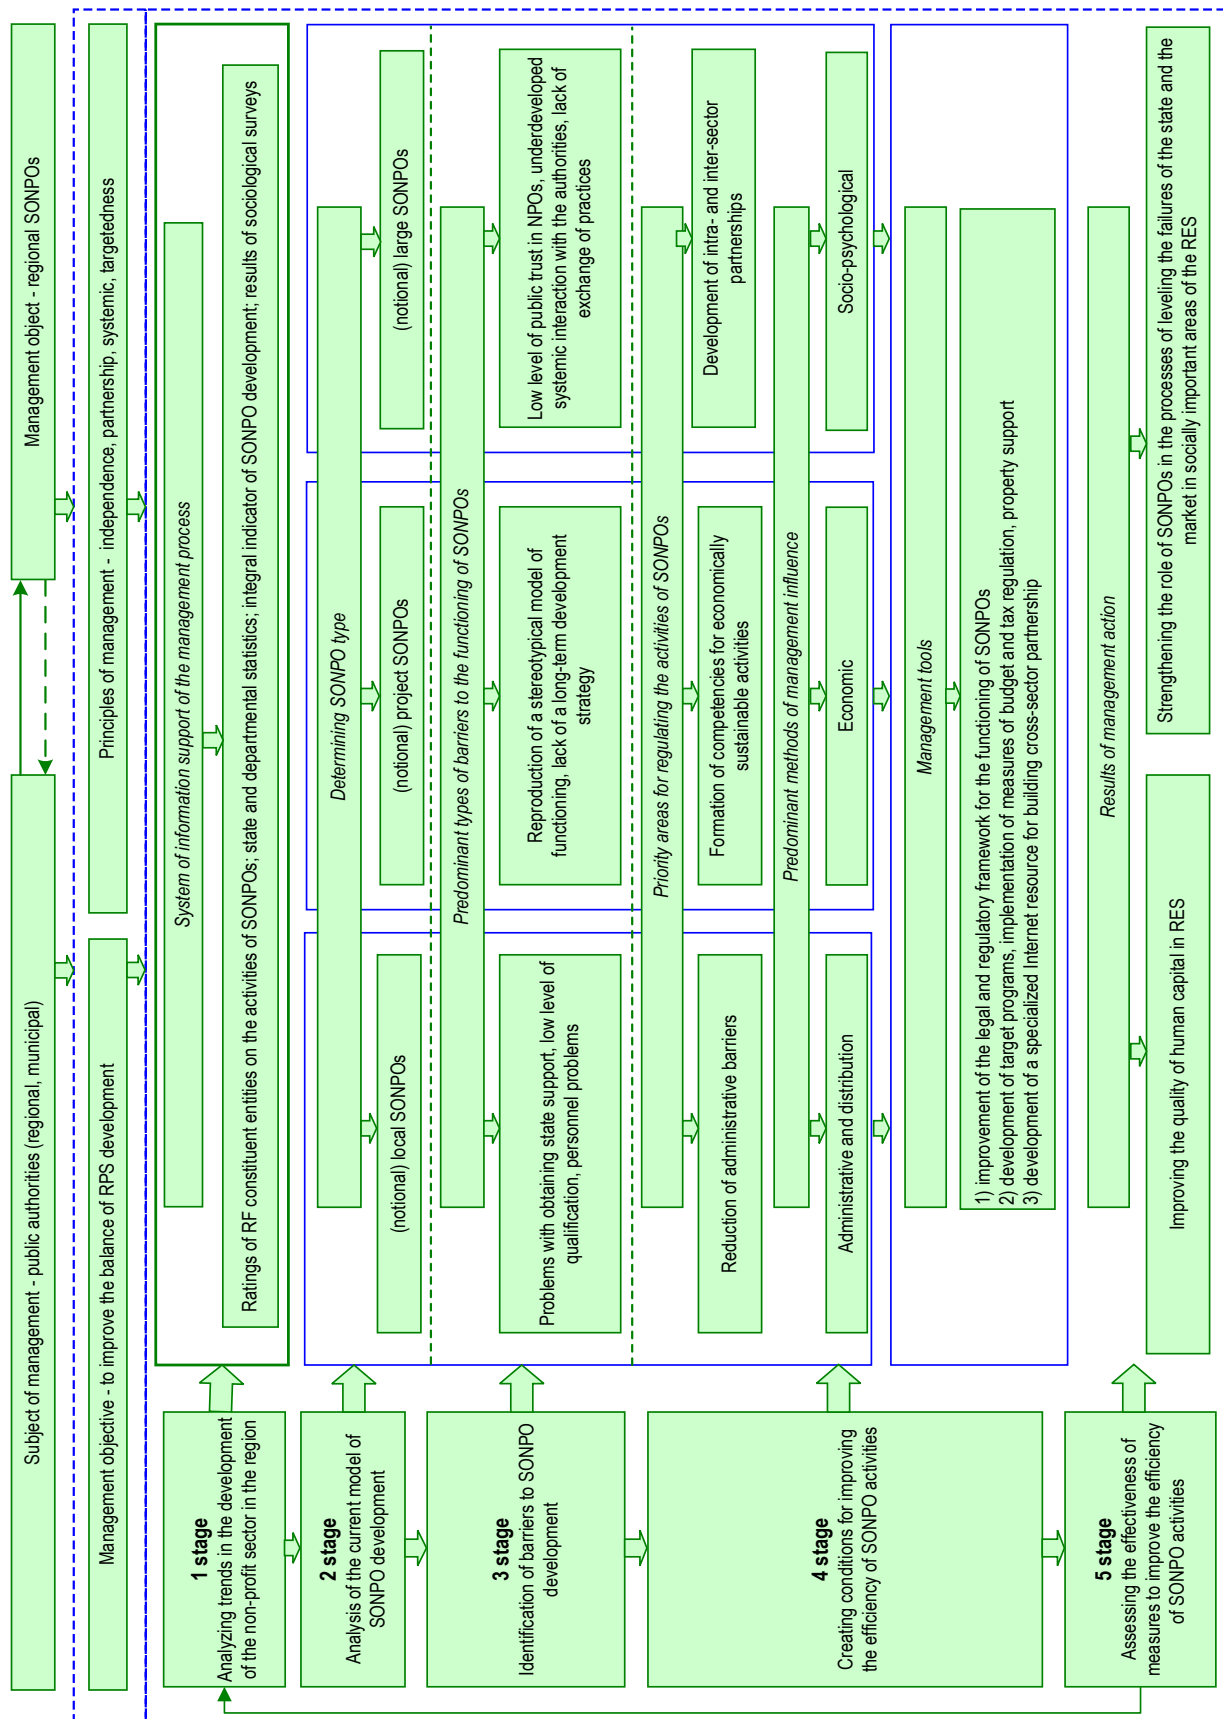 Subject of management - public authorities (regional, municipal)
Management object - regional SONPOs
Management objective - to improve the balance of RPS development
Principles of management - independence, partnership, systemic, targetedness
1 stage
Analyzing trends in the development
of the non-profit sector in the region
System of information support of the management process
Ratings of RF constituent entities on the activities of SONPOs; state and departmental statistics; integral indicator of SONPO development; results of sociological surveys
2 stage
Analysis of the current model of
SONPO development
Determining SONPO type
(notional) local SONPOs
(notional) project SONPOs
(notional) large SONPOs
3 stage
Identification of barriers to SONPO
development
Predominant types of barriers to the functioning of SONPOs
Problems with obtaining state support, low level of
qualification, personnel problems
Reproduction of a stereotypical model of
functioning, lack of a long-term development
strategy
Low level of public trust in NPOs, underdeveloped
systemic interaction with the authorities, lack of
exchange of practices
4 stage
Creating conditions for improving
the efficiency of SONPO activities
Priority areas for regulating the activities of SONPOs
Reduction of administrative barriers
Formation of competencies for economically
sustainable activities
Development of intra- and inter-sector
partnerships
Predominant methods of management influence
Administrative and distribution
Economic
Socio-psychological
Management tools
1) improvement of the legal and regulatory framework for the functioning of SONPOs
2) development of target programs, implementation of measures of budget and tax regulation, property support
3) development of a specialized Internet resource for building cross-sector partnership
5 stage
Assessing the effectiveness of
measures to improve the efficiency
of SONPO activities
Results of management action
Improving the quality of human capital in RES
Strengthening the role of SONPOs in the processes of leveling the failures of the state and the
market in socially important areas of the RES